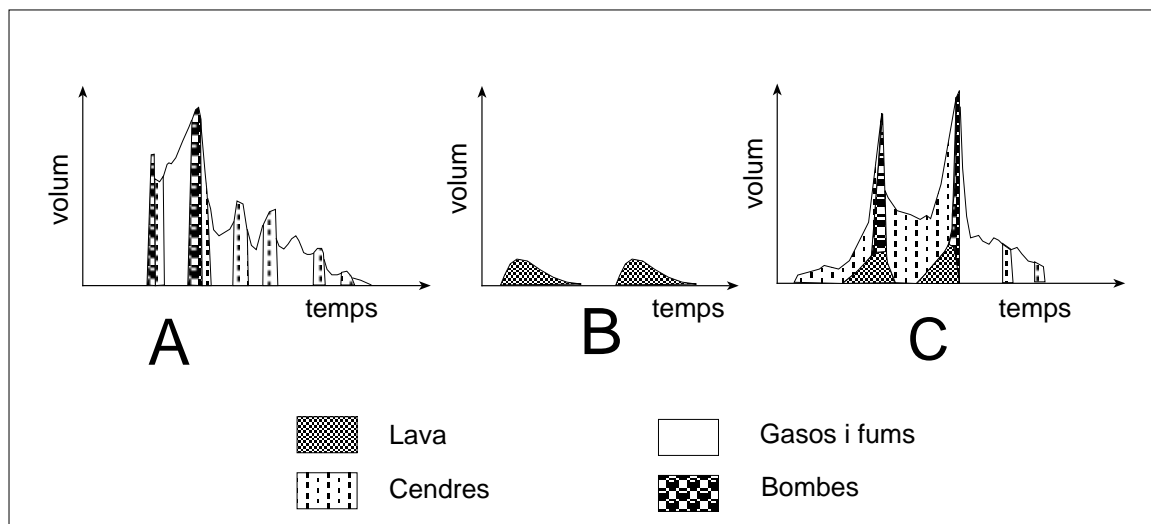 volum
temps
A
volum
temps
B
volum
temps
C
Lava
Gasos i fums
Cendres
Bombes